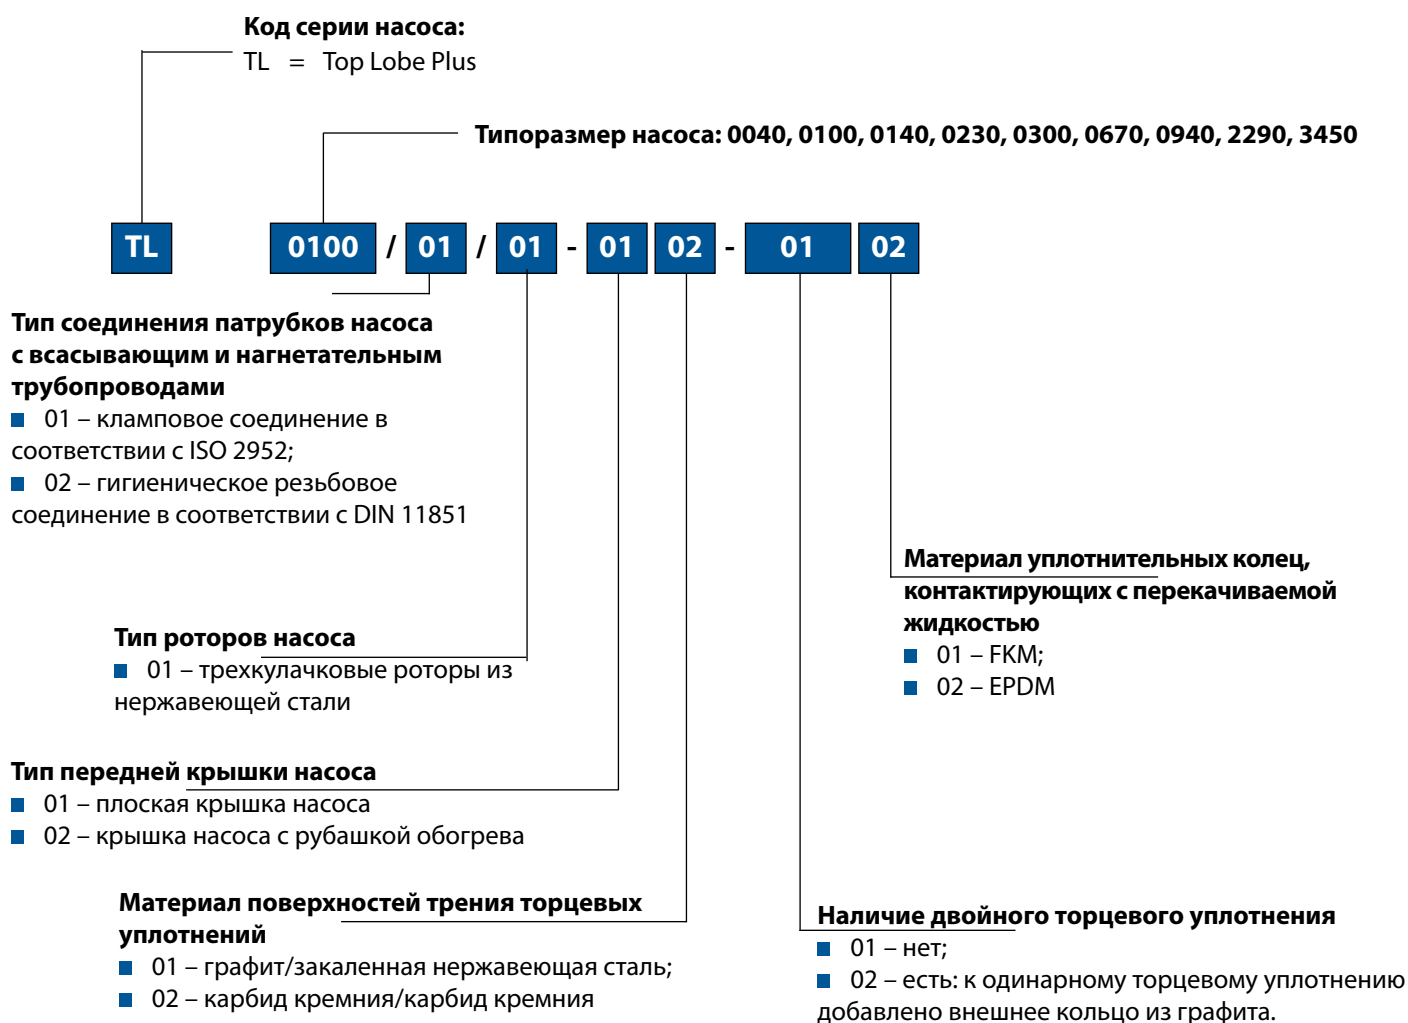 Код серии насоса:
TL = Top Lobe Plus
Типоразмер насоса: 0040, 0100, 0140, 0230, 0300, 0670, 0940, 2290, 3450
TL 0100 / 01 / 01 - 01 02 - 01 02
Тип соединения патрубков насоса
с всасывающим и нагнетательным
трубопроводами
01 – кламповое соединение в
соответствии с ISO 2952;
02 – гигиеническое резьбовое
соединение в соответствии с DIN 11851
Материал уплотнительных колец,
контактирующих с перекачиваемой
жидкостью
01 – FKM;
02 – EPDM
Тип роторов насоса
01 – трехкулачковые роторы из
нержавеющей стали
Тип передней крышки насоса
01 – плоская крышка насоса
02 – крышка насоса с рубашкой обогрева
Материал поверхностей трения торцевых
уплотнений
01 – графит/закаленная нержавеющая сталь;
02 – карбид кремния/карбид кремния
Наличие двойного торцевого уплотнения
01 – нет;
02 – есть: к одинарному торцевому уплотнению
добавлено внешнее кольцо из графита.